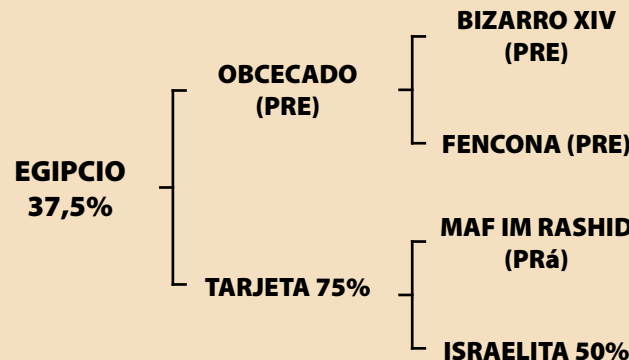 BIZARRO XIV
(PRE)
OBCECADO
(PRE)
FENCONA (PRE)
EGIPCIO
37,5%
MAF IM RASHID
(PRá)
TARJETA 75%
ISRAELITA 50%